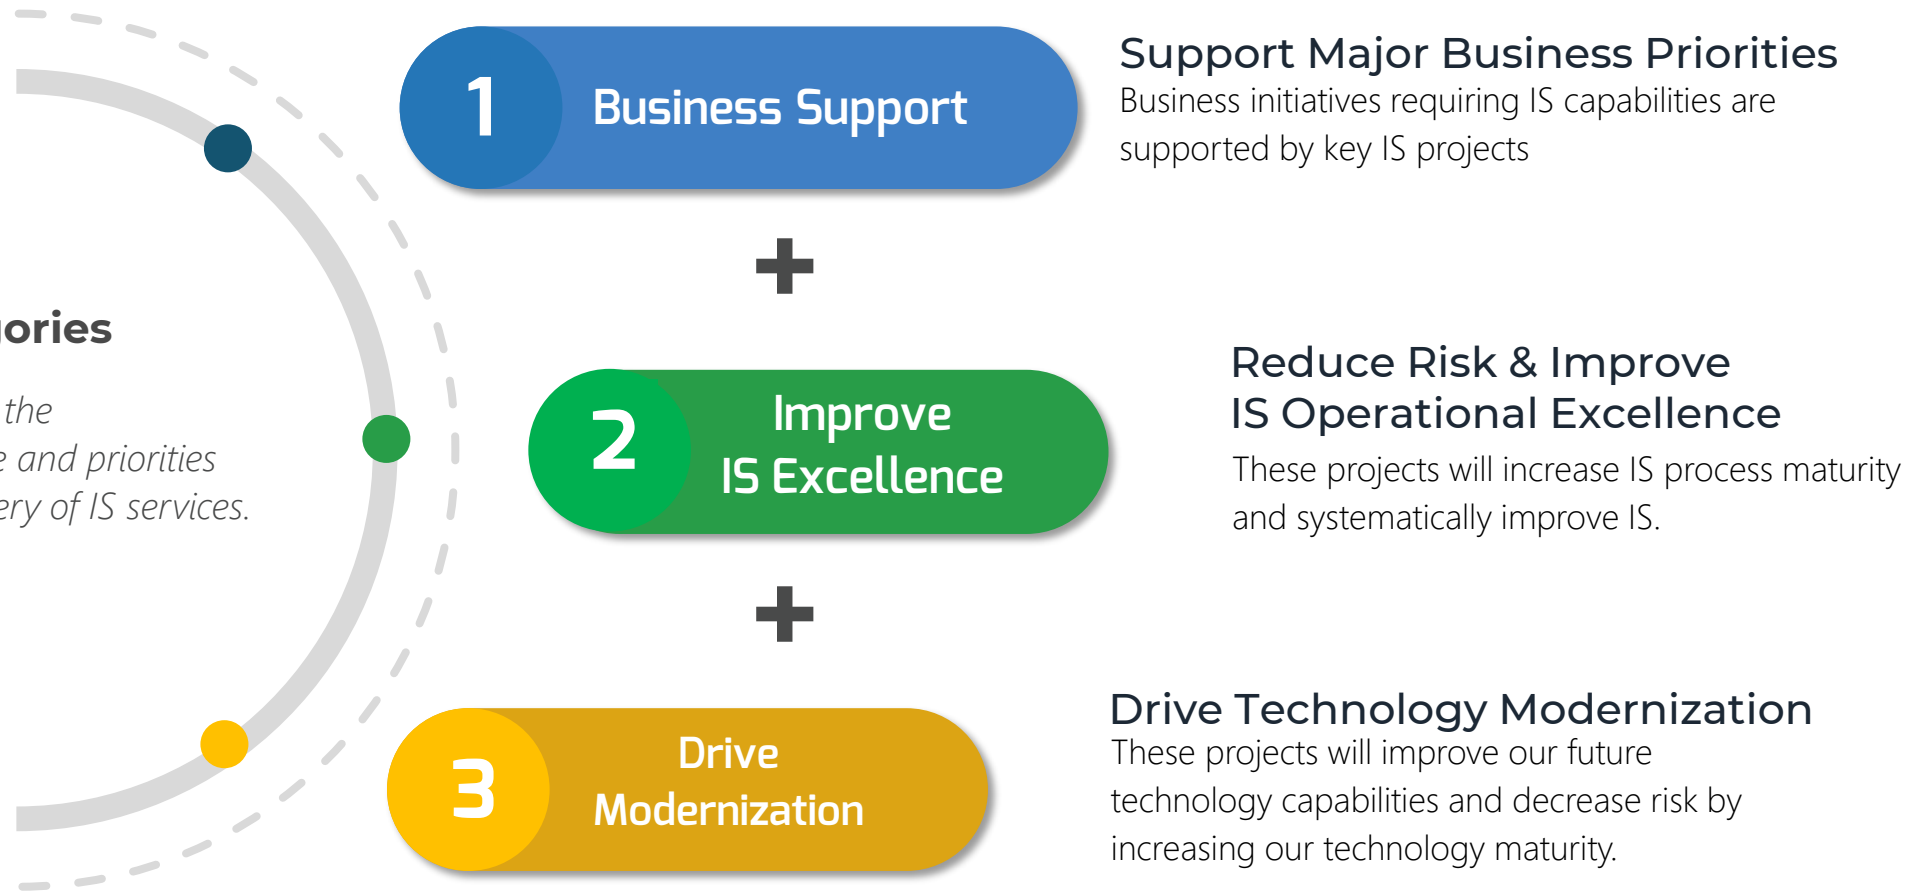 1
Business Support
Support Major Business Priorities
Business initiatives requiring IS capabilities are
supported by key IS projects
+
ories
the
e and priorities
ery of IS services.
2
Improve
IS Excellence
Reduce Risk & Improve
IS Operational Excellence
These projects will increase IS process maturity
and systematically improve IS.
+
3
Drive
Modernization
Drive Technology Modernization
These projects will improve our future
technology capabilities and decrease risk by
increasing our technology maturity.